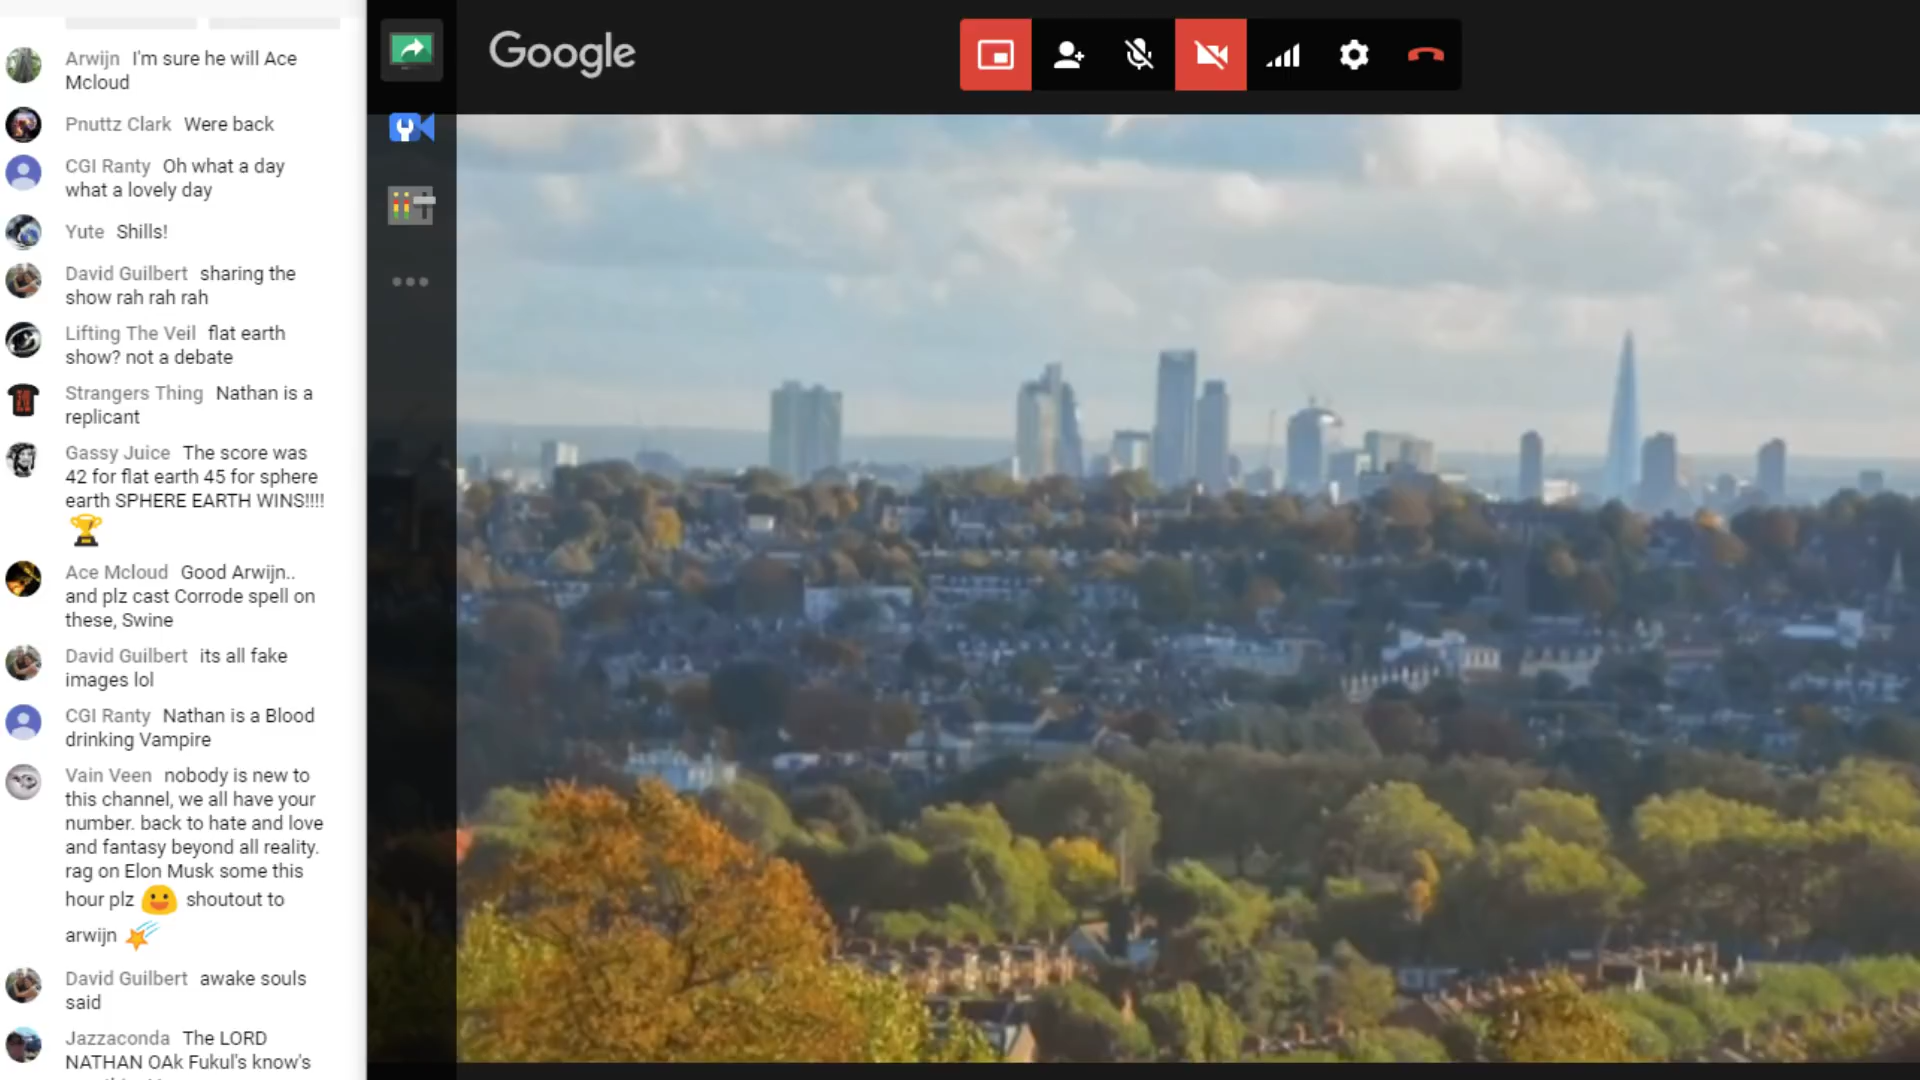 Google
Arwijn I'm sure he will Ace
Mcloud
Pnuttz Clark Were back
CGI Ranty Oh what a day
what a lovely day
Yute Shills!
David Guilbert sharing the
show rah rah rah
Lifting The Veil flat earth
show? not a debate
Strangers Thing Nathan is a
replicant
Gassy Juice The score was
42 for flat earth 45 for sphere
earth SPHERE EARTH WINS!!!!
Ace Mcloud Good Arwijn..
and plz cast Corrode spell on
these, Swine
David Guilbert its all fake
images lol
CGI Ranty Nathan is a Blood
drinking Vampire
Vain Veen nobody is new to
this channel, we all have your
number. back to hate and love
and fantasy beyond all reality.
rag on Elon Musk some this
hour plz shoutout to
arwijn
David Guilbert awake souls
said
Jazzaconda The LORD
NATHAN OAk Fukul's know's